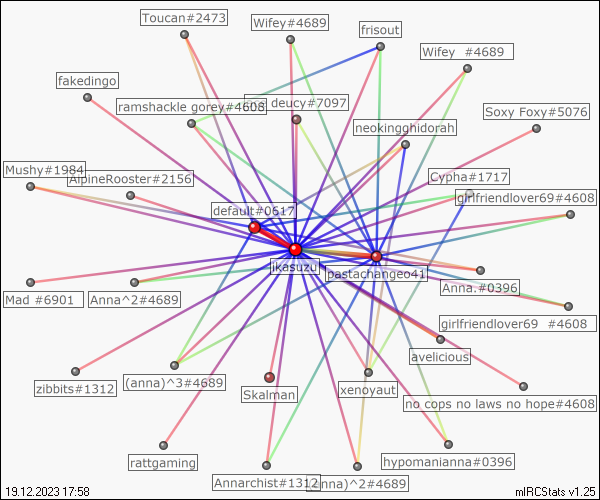 Toucan#2473
Wifey#4689
frisout
Wifey #4689
fakedingo
ramshackle gorey#4608
deucy#7097
Soxy Foxy#5076
neokingghidorah
Mushy#1984
AlpineRooster#2156
Cypha#1717
girlfriendlover69#4608
default#0617
jkasuzu
pastachangeo41
Anna.#0396
Mad #6901
Anna^2#4689
girlfriendlover69 #4608
avelicious
zibbits#1312
(anna)^3#4689
Skalman
xenoyaut
no cops no laws no hope#4608
rattgaming
hypomanianna#0396
Annarchist#1312
(anna)^2#4689
19.12.2023 17:58
mIRCStats v1.25